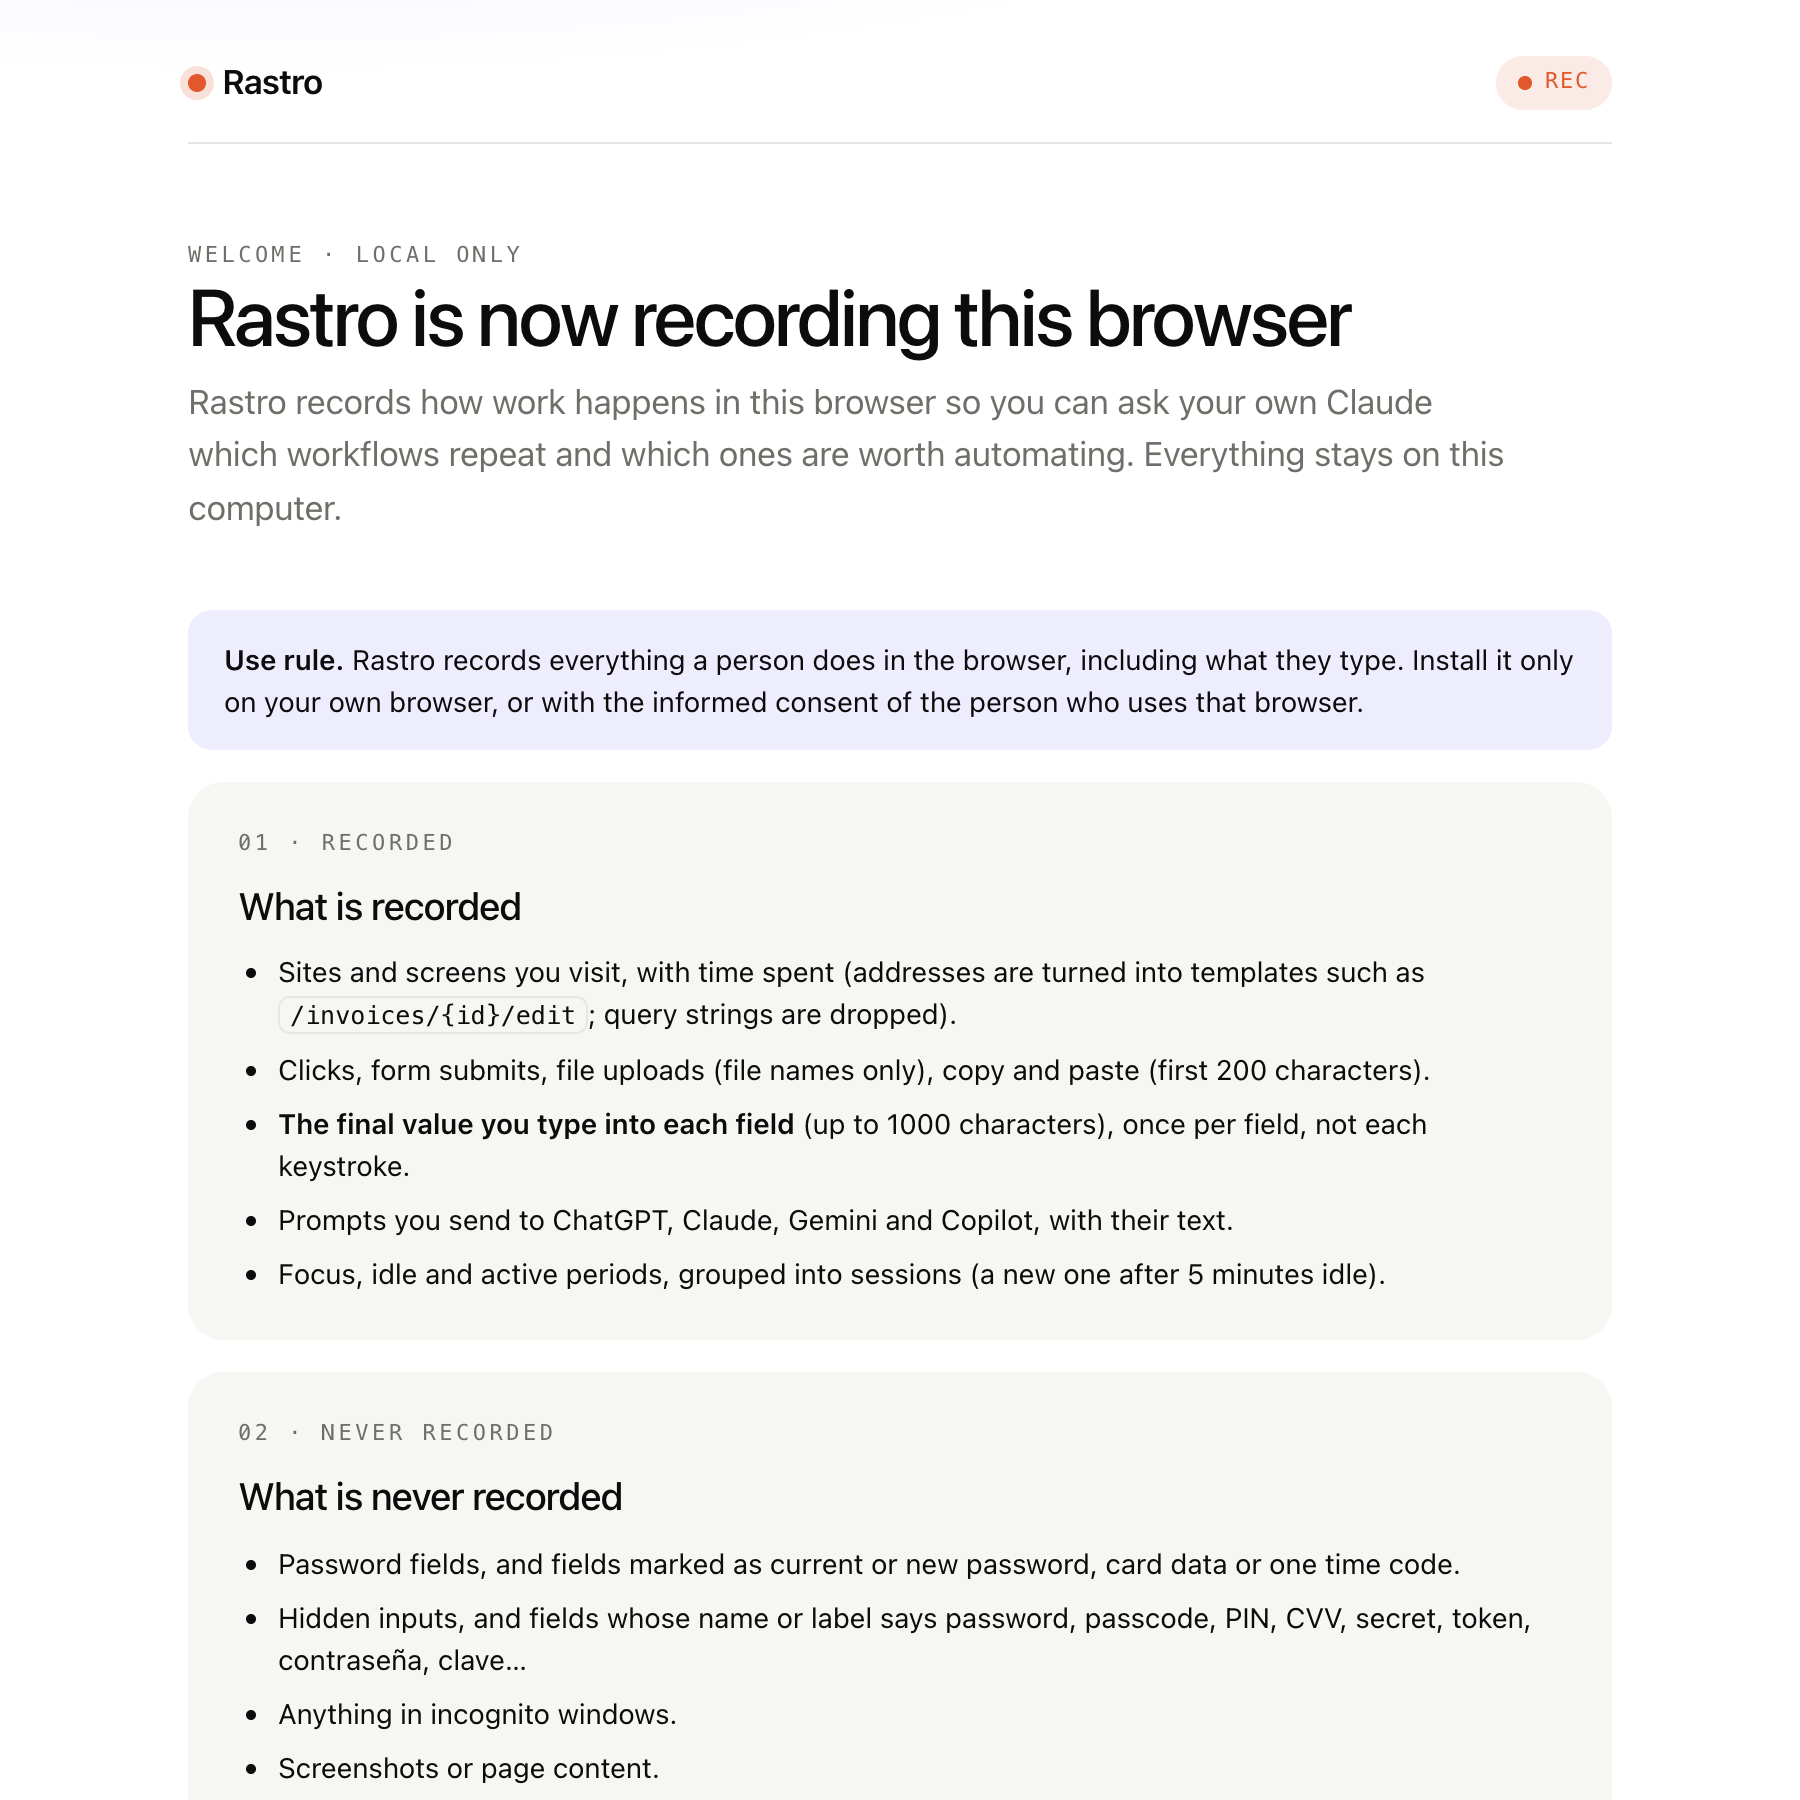 Rastro
REC
WELCOME · LOCAL ONLY
Rastro is now recording this browser
Rastro records how work happens in this browser so you can ask your own Claude
which workflows repeat and which ones are worth automating. Everything stays on this
computer.
Use rule. Rastro records everything a person does in the browser, including what they type. Install it only
on your own browser, or with the informed consent of the person who uses that browser.
01 · RECORDED
What is recorded
• Sites and screens you visit, with time spent (addresses are turned into templates such as
/invoices/{id}/edit; query strings are dropped).
• Clicks, form submits, file uploads (file names only), copy and paste (first 200 characters).
• The final value you type into each field (up to 1000 characters), once per field, not each
keystroke.
• Prompts you send to ChatGPT, Claude, Gemini and Copilot, with their text.
• Focus, idle and active periods, grouped into sessions (a new one after 5 minutes idle).
02 · NEVER RECORDED
What is never recorded
• Password fields, and fields marked as current or new password, card data or one time code.
• Hidden inputs, and fields whose name or label says password, passcode, PIN, CVV, secret, token,
contraseña, clave...
• Anything in incognito windows.
• Screenshots or page content.